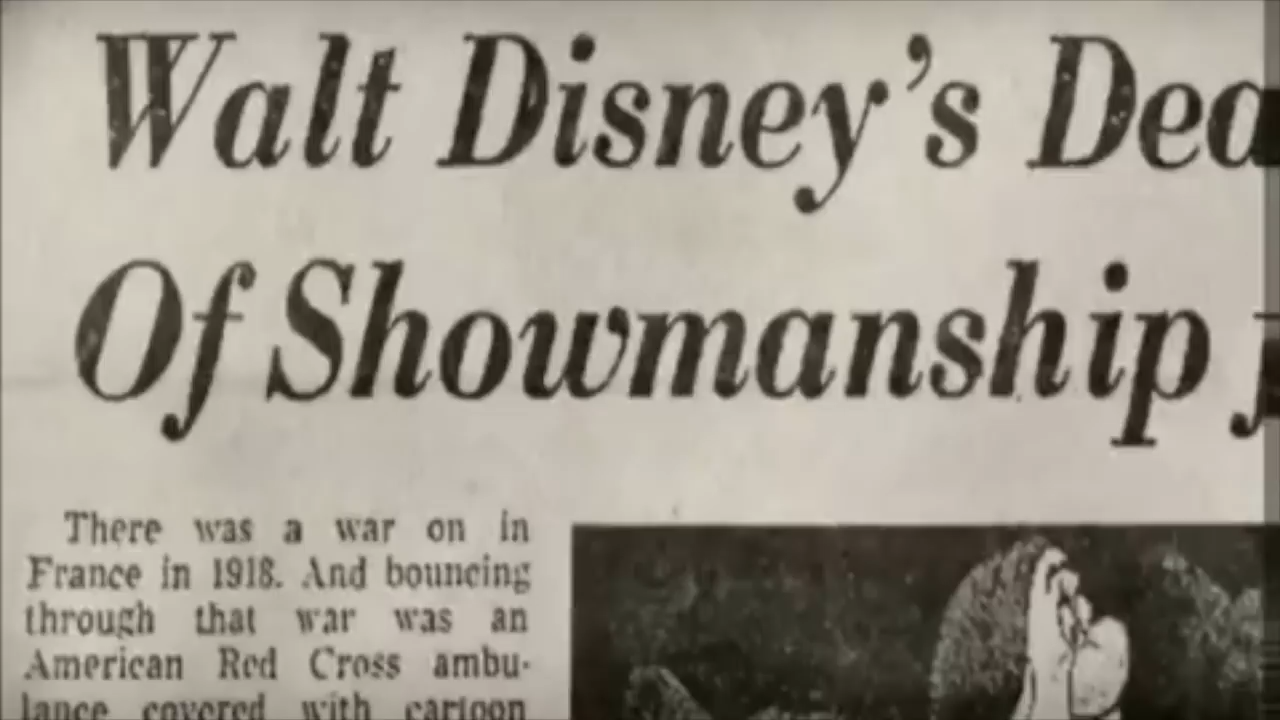 Walt Disney's Dea
Of Showmanship
There was a war on in
France in 1918. And bouncing
through that war was an
American Red Cross ambu-
lance covered with cartoon